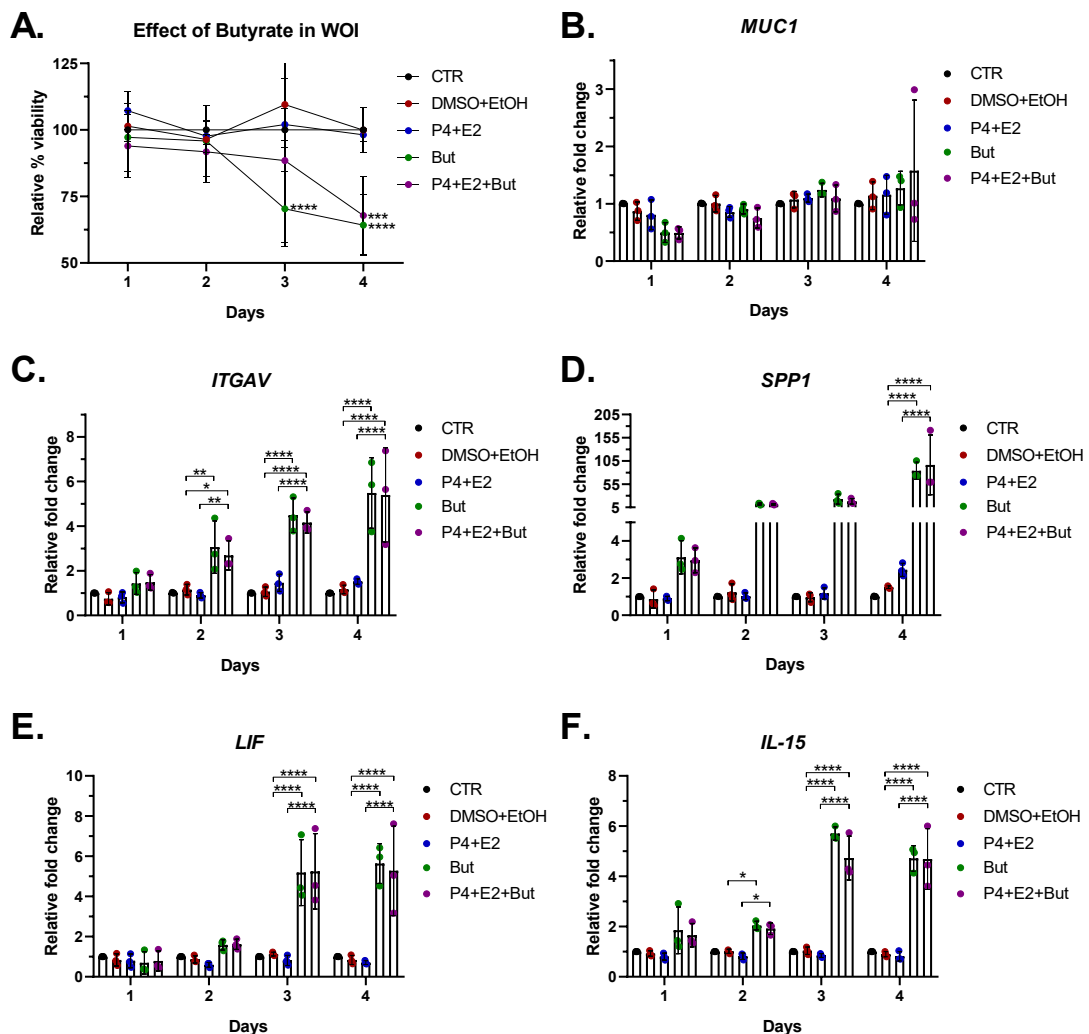 A.
Effect of Butyrate in WOI
Relative % viability
125
100
75
50
****
***
****
1 2 3 4
Days
CTR
DMSO+EtOH
P4+E2
But
P4+E2+But
B.
MUC1
Relative fold change
3
2
1
0
1 2 3 4
Days
CTR
DMSO+EtOH
P4+E2
But
P4+E2+But
C.
ITGAV
Relative fold change
8
6
4
2
0
**
*
**
****
****
****
****
****
****
1 2 3 4
Days
CTR
DMSO+EtOH
P4+E2
But
P4+E2+But
D.
SPP1
Relative fold change
205
155
105
55
5
4
2
0
****
****
****
1 2 3 4
Days
CTR
DMSO+EtOH
P4+E2
But
P4+E2+But
E.
LIF
Relative fold change
10
8
6
4
2
0
****
****
****
****
****
****
1 2 3 4
Days
CTR
DMSO+EtOH
P4+E2
But
P4+E2+But
F.
IL-15
Relative fold change
8
6
4
2
0
*
*
****
****
****
****
****
****
1 2 3 4
Days
CTR
DMSO+EtOH
P4+E2
But
P4+E2+But